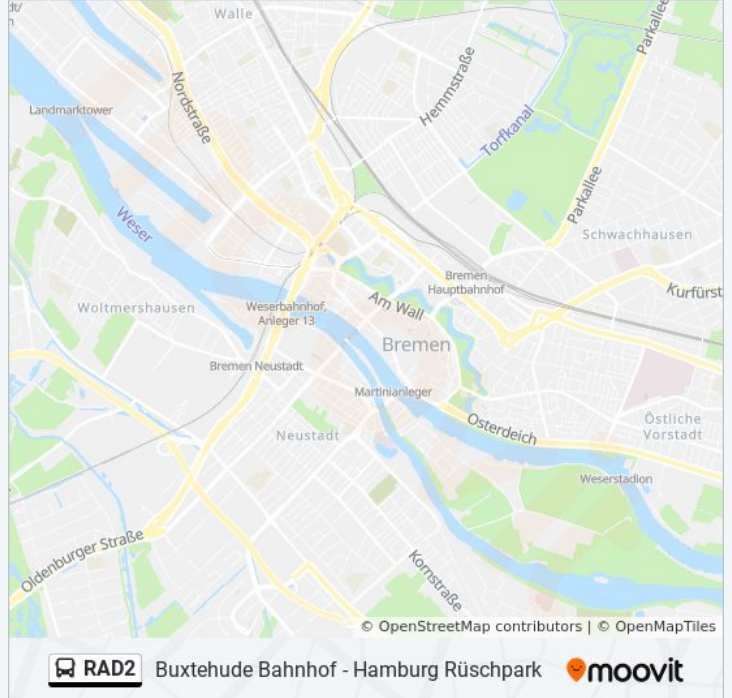 dt/
Walle
Parkallee
Hemmstraße
Nordstraße
Landmarktower
Torfkanal
Parkallee
Weser
Schwachhausen
Bremen
Hauptbahnhof
Kurfürst
Woltmershausen
Weserbahnhof,
Anleger 13
Am Wall
Bremen
Bremen Neustadt
Martinianleger
Osterdeich
Östliche
Vorstadt
Neustadt
Weserstadion
Oldenburger Straße
Kornstraße
© OpenStreetMap contributors | © OpenMapTiles
RAD2 Buxtehude Bahnhof - Hamburg Rüschpark moovit